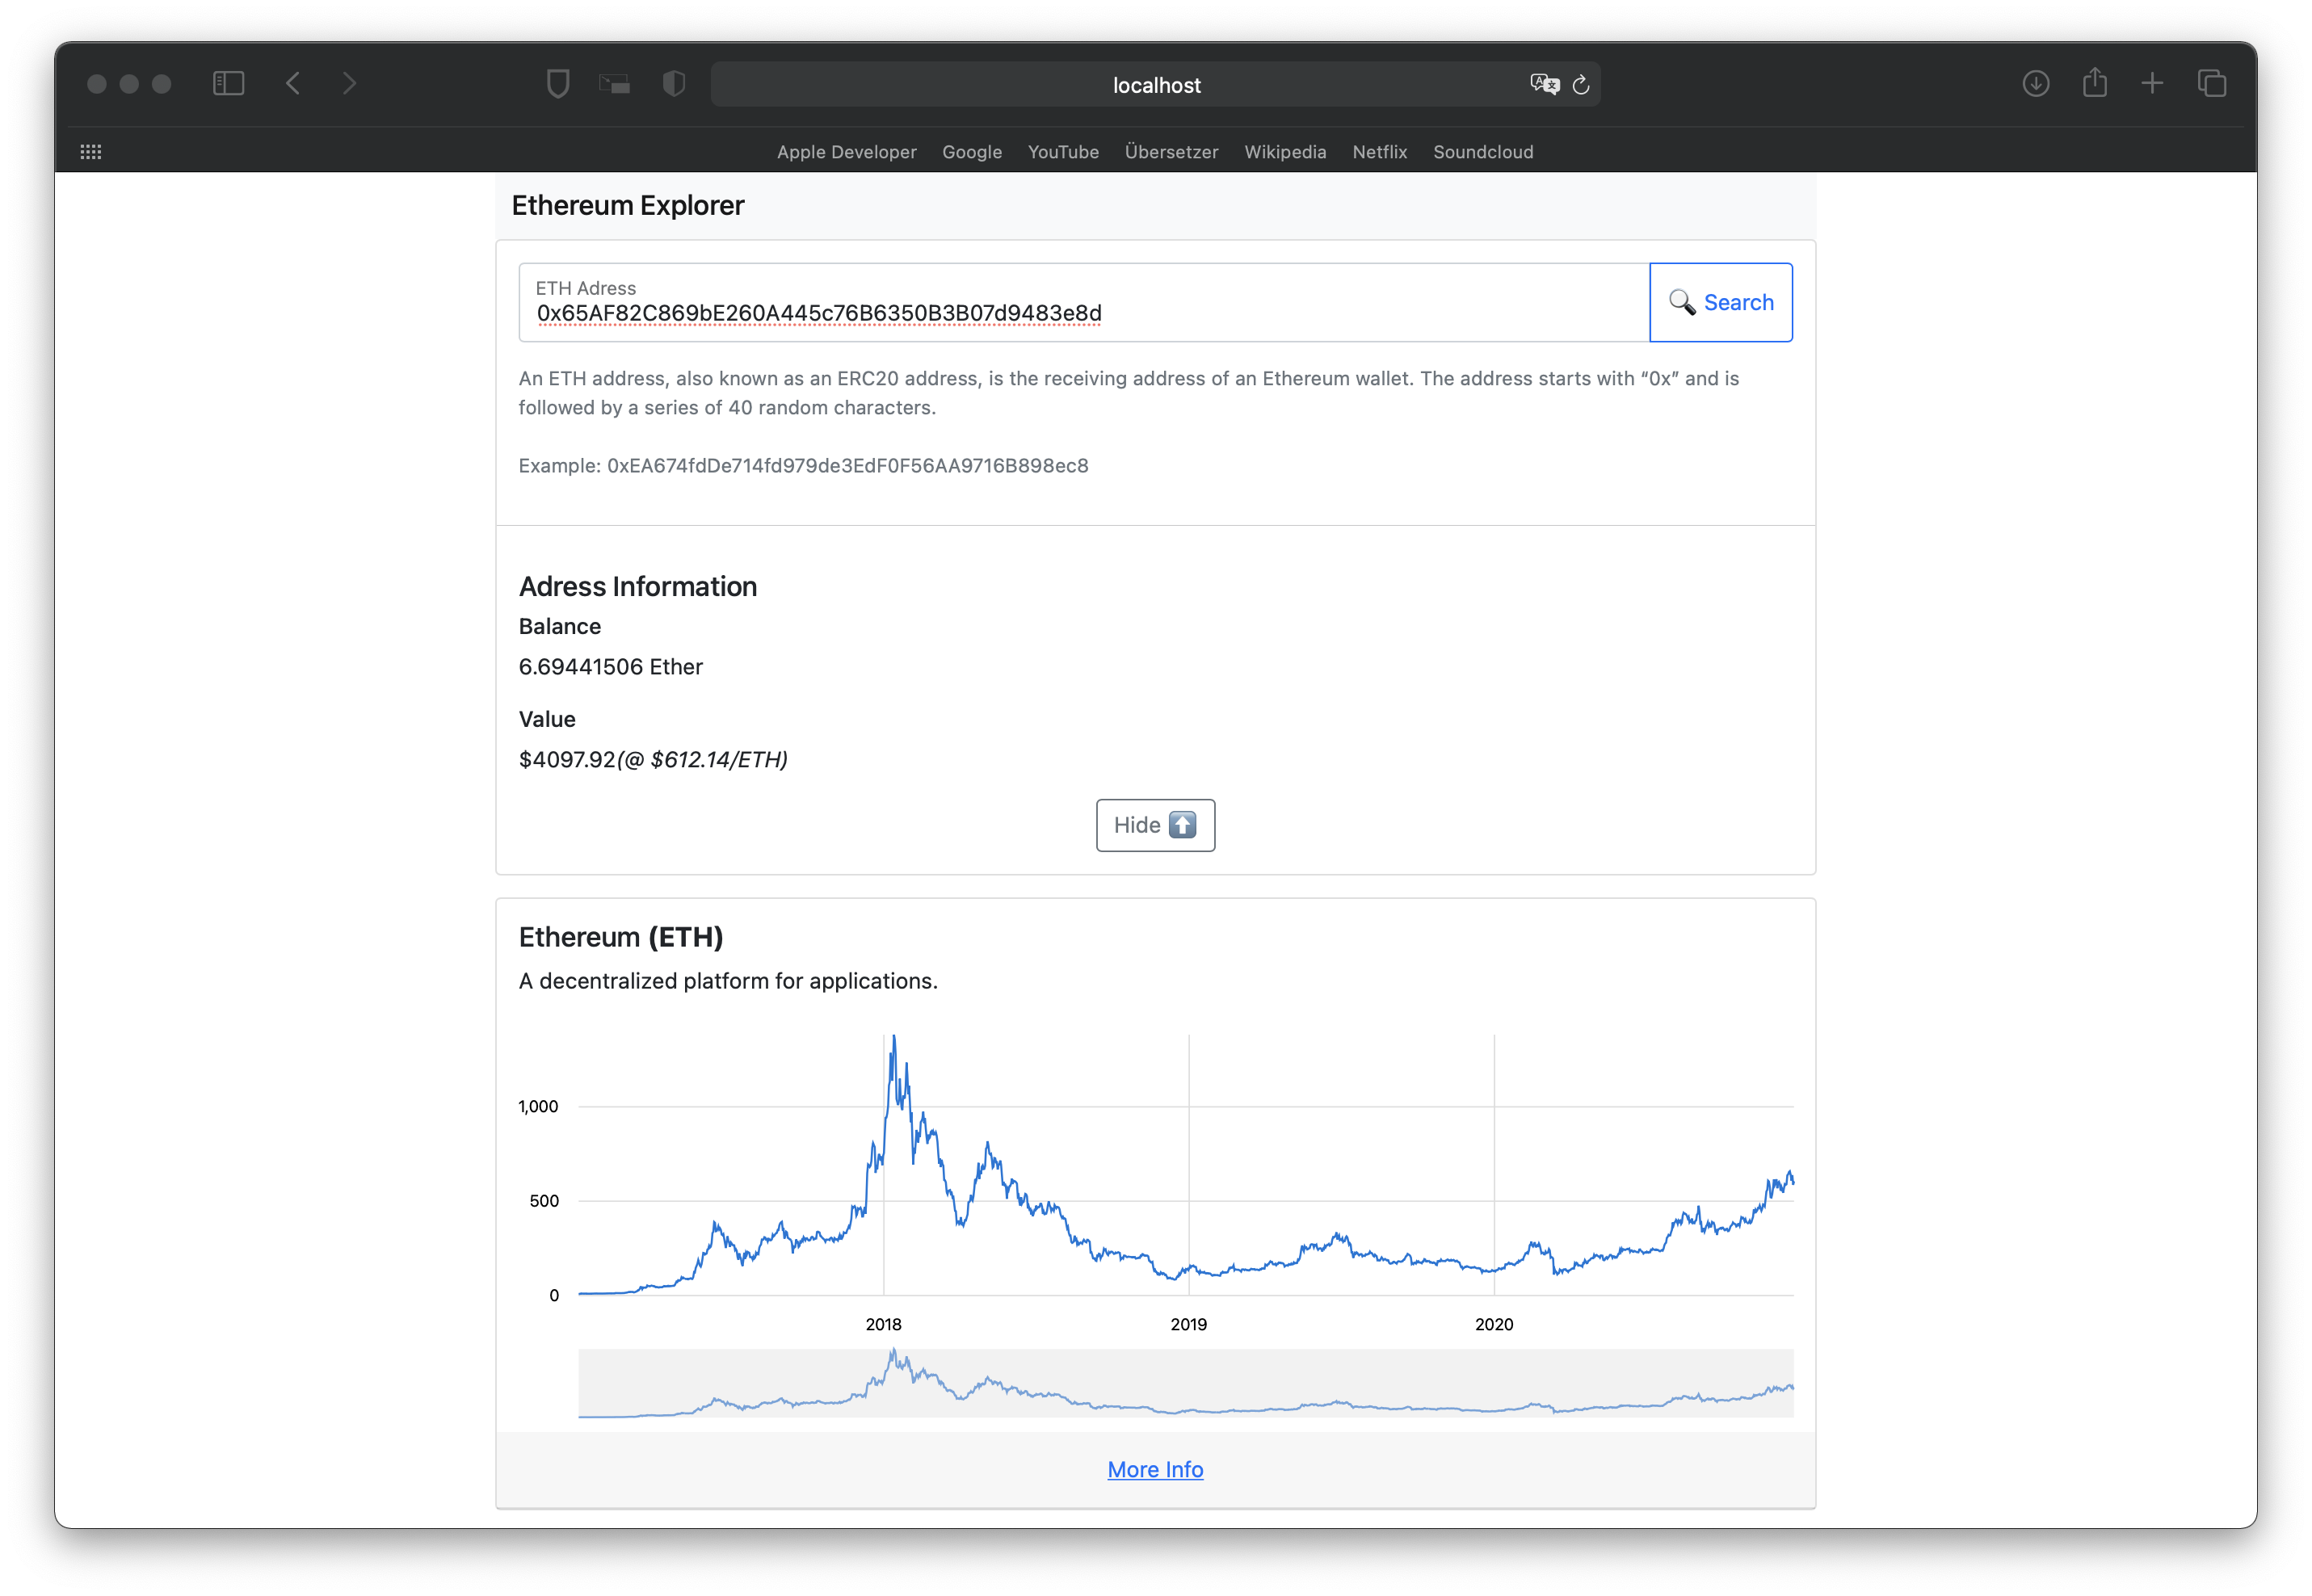 localhost
Apple Developer Google YouTube Übersetzer Wikipedia Netflix Soundcloud
Ethereum Explorer
ETH Adress
0x65AF82C869bE260A445c76B6350B3B07d9483e8d
🔍 Search
An ETH address, also known as an ERC20 address, is the receiving address of an Ethereum wallet. The address starts with “0x” and is
followed by a series of 40 random characters.
Example: 0xEA674fdDe714fd979de3EdF0F56AA9716B898ec8
Adress Information
Balance
6.69441506 Ether
Value
$4097.92(@ $612.14/ETH)
Hide ⬆️
Ethereum (ETH)
A decentralized platform for applications.
1,000
500
0
2018 2019 2020
More Info